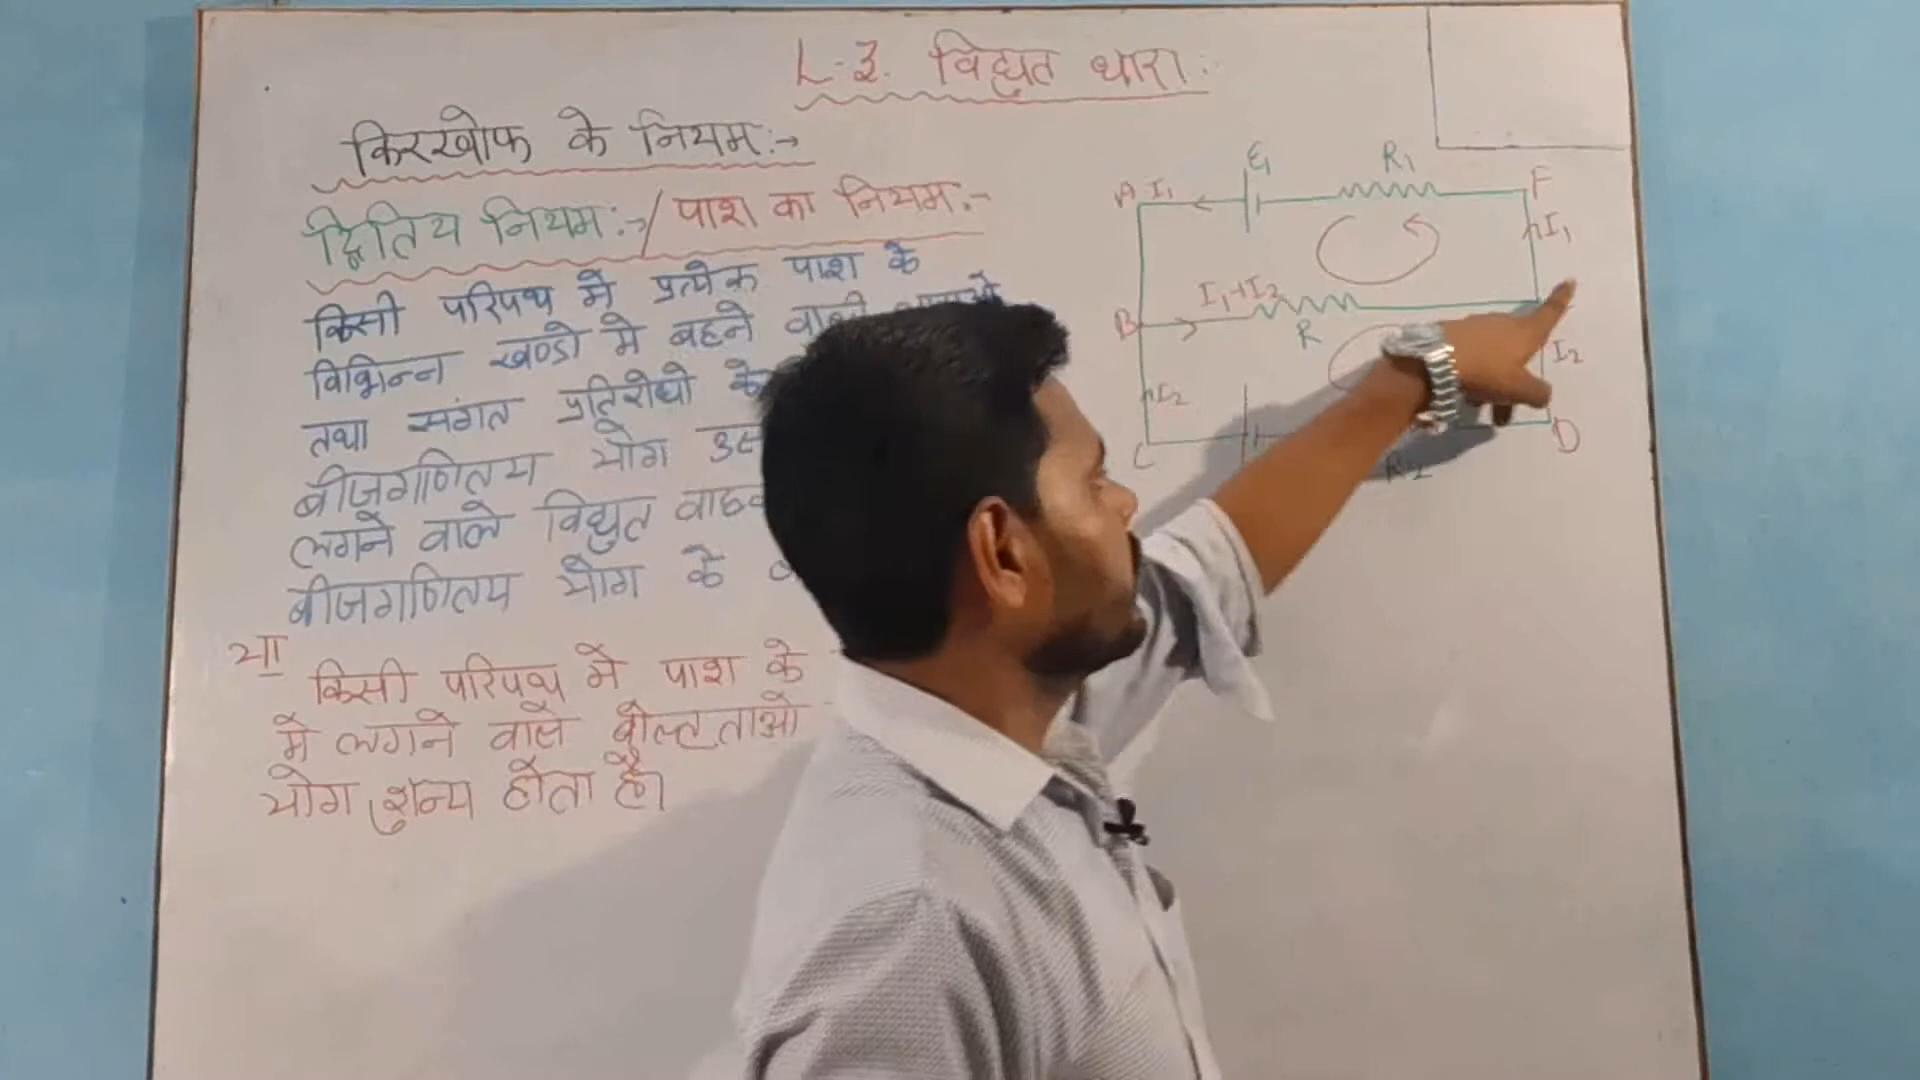 L-3. विद्युत धारा:-
किरखोफ के नियम:→
द्वितिय नियम:→/पाश का नियम:-
किसी परिपथ में प्रत्येक पाश के
विभिन्न खण्डो मे बहने वाली
तथा संगत प्रतिरोधो के
बीजगणितय योग उस
लगने वाले विद्युत वाहक
बीजगणितय योग के
या
किसी परिपथ में पाश के
में लगने वाले वोल्टताओ
योग शून्य होता है।
A I₁ ℰ₁ R₁ F
I₁
B I₁+I₂ R
I₂ I₂
C R₂ D